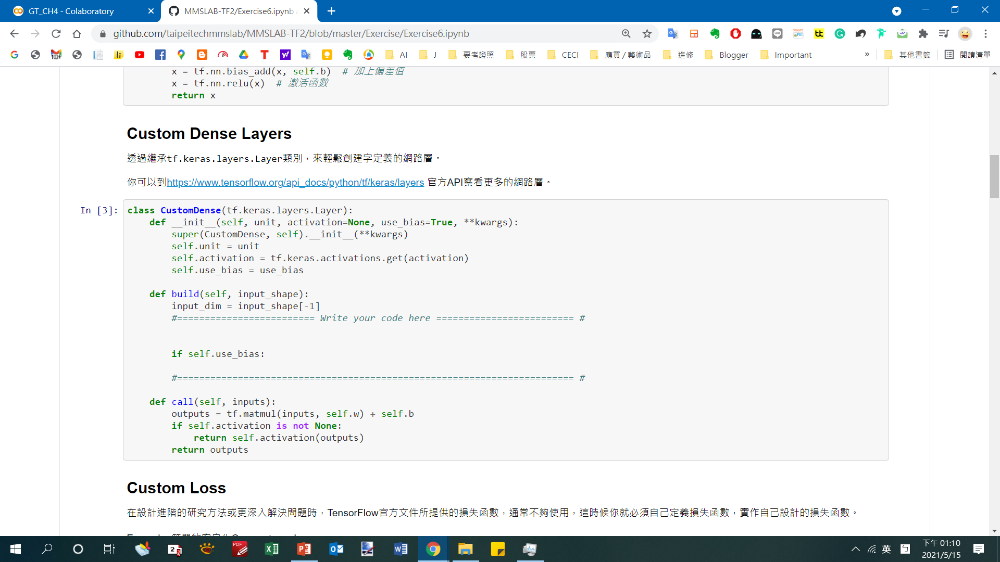 GT_CH4 - Colaboratory
MMSLAB-TF2/Exercise6.ipynb
github.com/taipeitechmmslab/MMSLAB-TF2/blob/master/Exercise/Exercise6.ipynb
AI
J
要考證照
股票
CECI
應買 / 藝術品
進修
Blogger
Important
»
其他書籤
閱讀清單
x = tf.nn.bias_add(x, self.b)  # 加上偏差值
x = tf.nn.relu(x)  # 激活函數
return x
Custom Dense Layers
透過繼承tf.keras.layers.Layer類別，來輕鬆創建字定義的網路層。
你可以到https://www.tensorflow.org/api_docs/python/tf/keras/layers 官方API察看更多的網路層。
In [3]:
class CustomDense(tf.keras.layers.Layer):
    def __init__(self, unit, activation=None, use_bias=True, **kwargs):
        super(CustomDense, self).__init__(**kwargs)
        self.unit = unit
        self.activation = tf.keras.activations.get(activation)
        self.use_bias = use_bias
    def build(self, input_shape):
        input_dim = input_shape[-1]
        #========================= Write your code here ========================= #
        if self.use_bias:
        #======================================================================== #
    def call(self, inputs):
        outputs = tf.matmul(inputs, self.w) + self.b
        if self.activation is not None:
            return self.activation(outputs)
        return outputs
Custom Loss
在設計進階的研究方法或更深入解決問題時，TensorFlow官方文件所提供的損失函數，通常不夠使用，這時候你就必須自己定義損失函數，實作自己設計的損失函數。
英
下午 01:10
2021/5/15